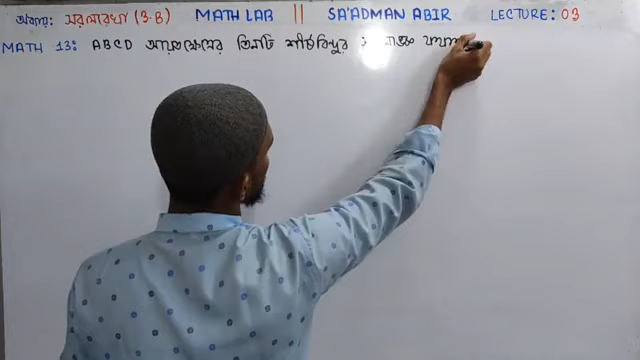 অধ্যায়: সরলরেখা (3·B) MATH LAB || SA'ADMAN ABIR LECTURE: 03
MATH 13: ABCD আয়তক্ষেত্রের তিনটি শীর্ষবিন্দুর